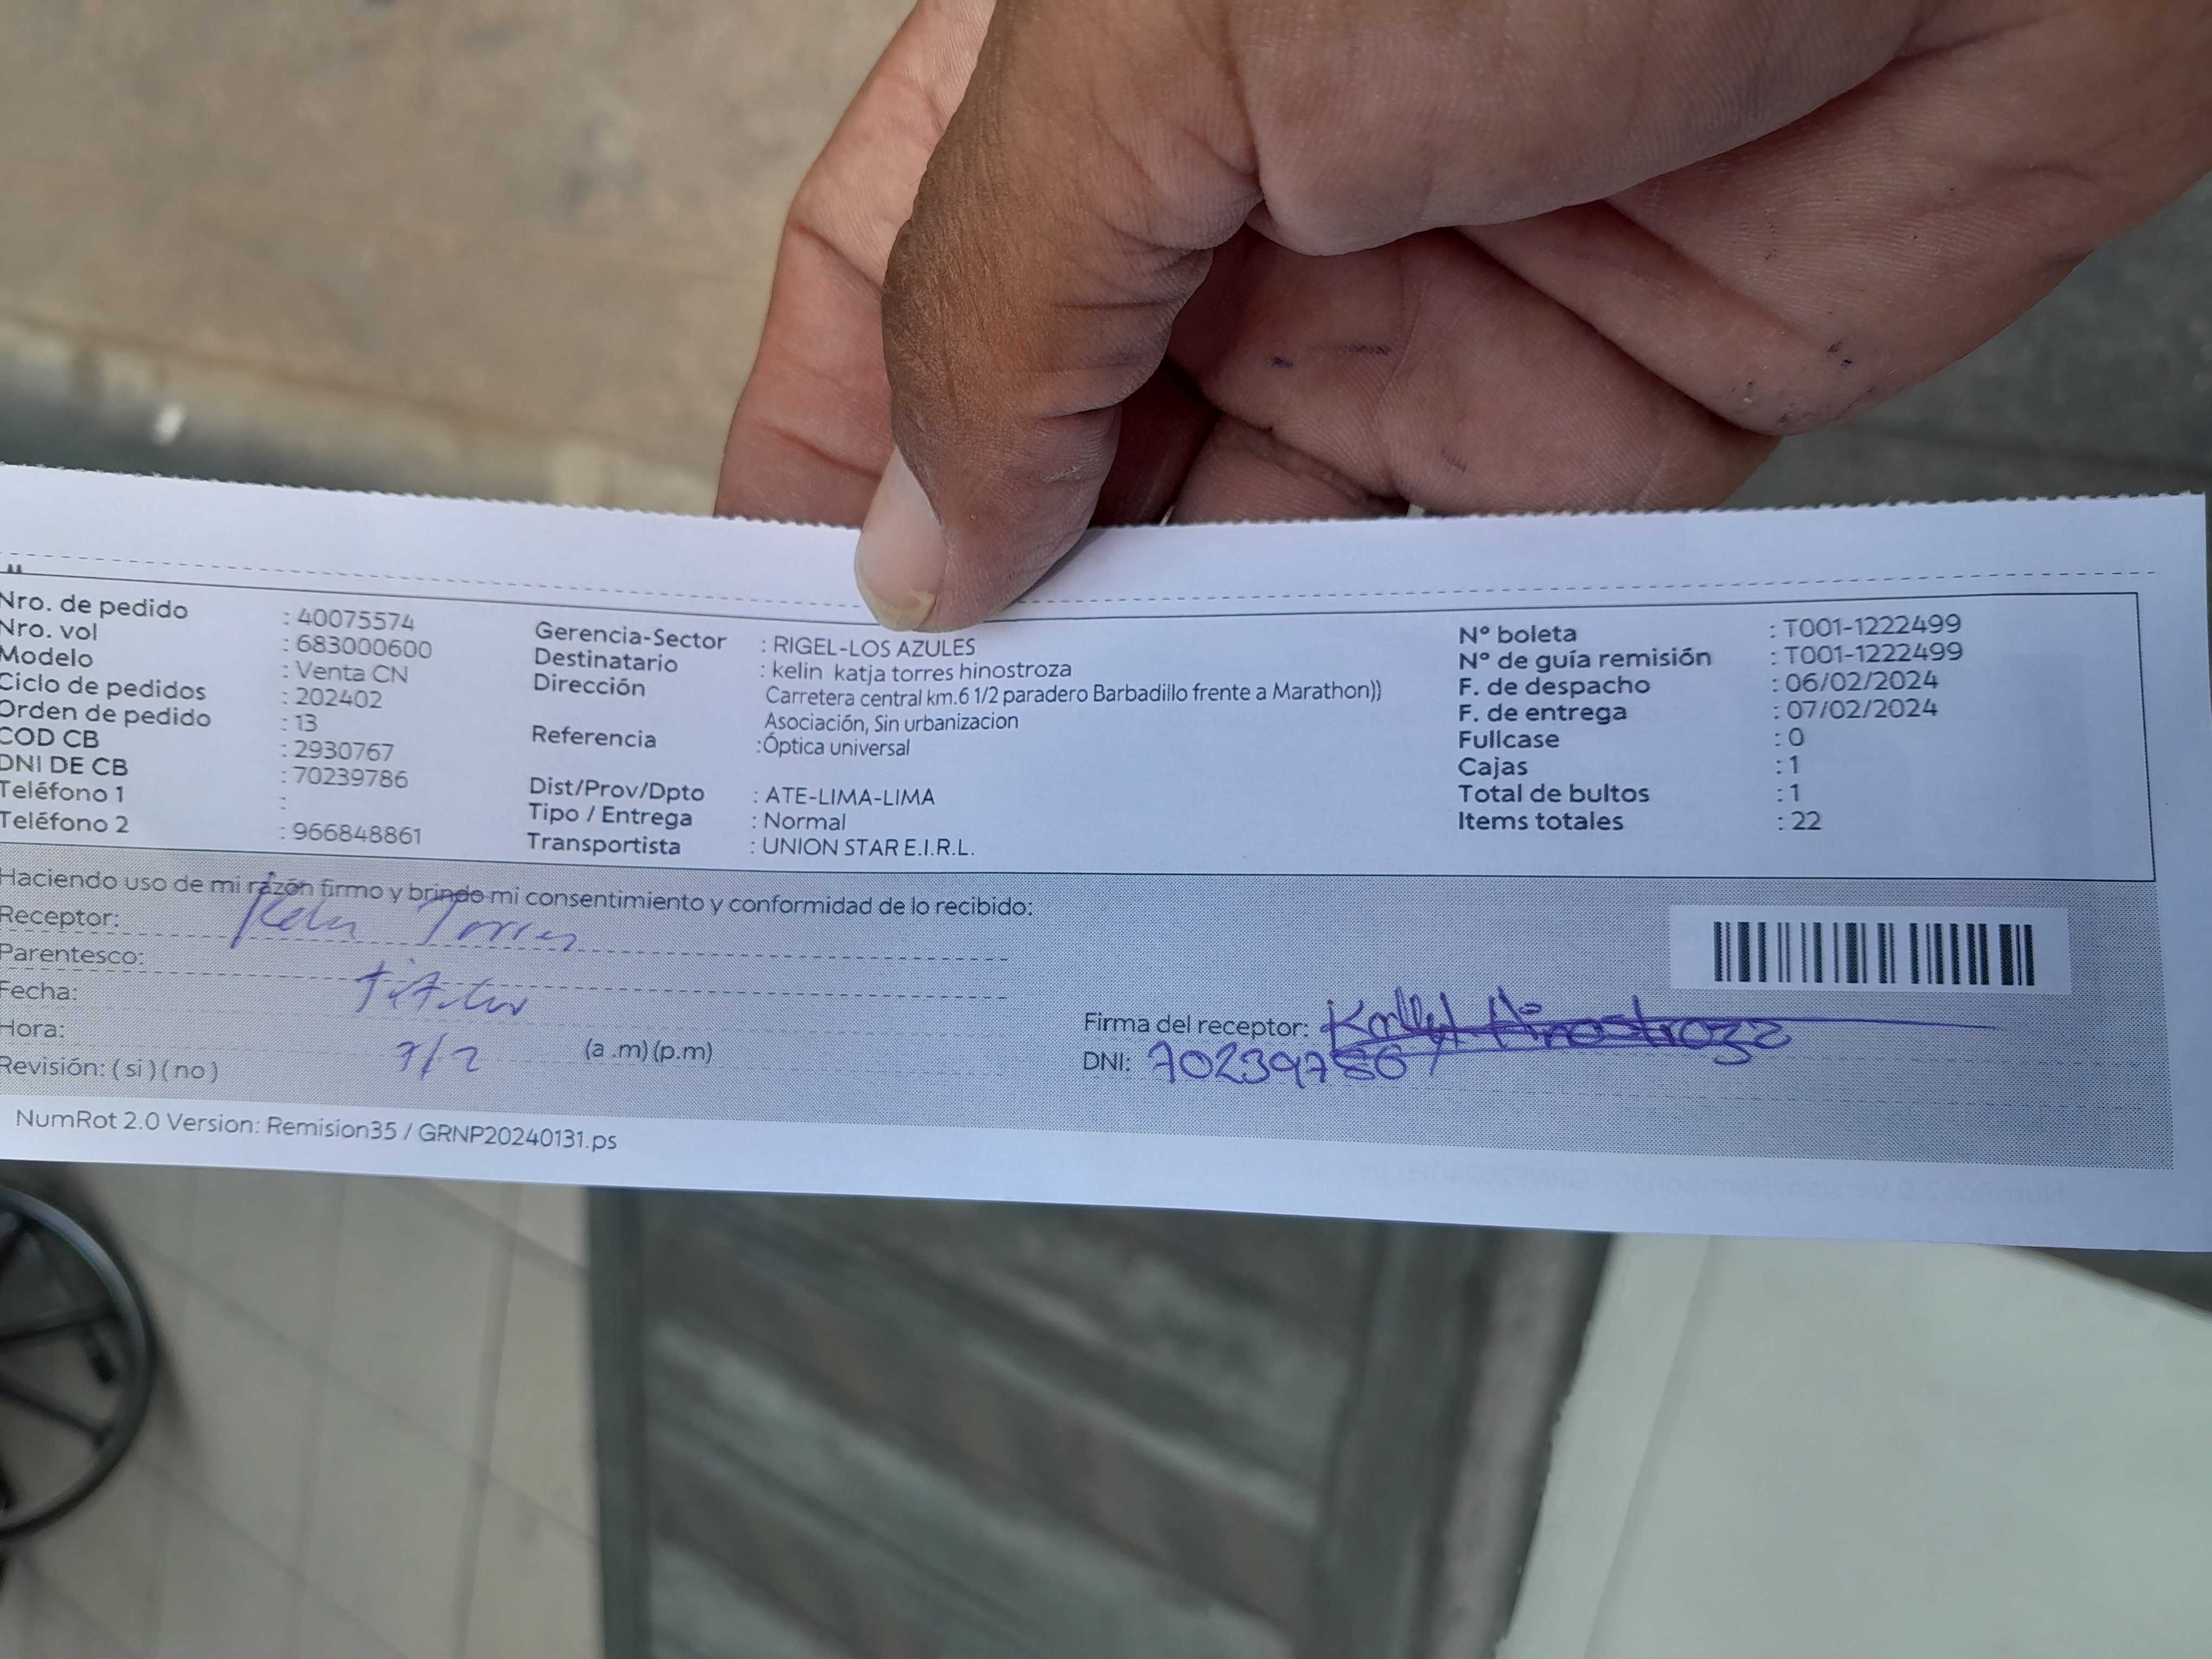 Nro. de pedido : 40075574
Nro. vol : 683000600
Modelo : Venta CN
Ciclo de pedidos : 202402
Orden de pedido : 13
COD CB : 2930767
DNI DE CB : 70239786
Teléfono 1 :
Teléfono 2 : 966848861
Gerencia-Sector : RIGEL-LOS AZULES
Destinatario : kelin katja torres hinostroza
Dirección Carretera central km.6 1/2 paradero Barbadillo frente a Marathon))
Asociación, Sin urbanizacion
Referencia :Óptica universal
Dist/Prov/Dpto : ATE-LIMA-LIMA
Tipo / Entrega : Normal
Transportista : UNION STAR E.I.R.L.
Nº boleta : T001-1222499
Nº de guía remisión : T001-1222499
F. de despacho : 06/02/2024
F. de entrega : 07/02/2024
Fullcase : 0
Cajas : 1
Total de bultos : 1
Items totales : 22
Haciendo uso de mi razón firmo y brindo mi consentimiento y conformidad de lo recibido:
Receptor: Kelin Torres
Parentesco: titular
Fecha: 7/2
Hora: (a .m) (p.m)
Revisión: ( si ) ( no )
Firma del receptor: Hinostroza
DNI: 70239786
NumRot 2.0 Version: Remision35 / GRNP20240131.ps